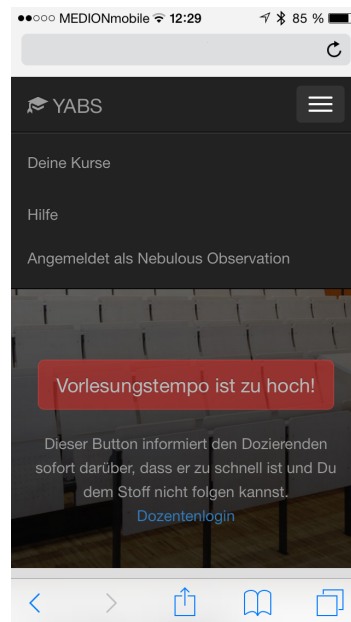 MEDIONmobile 12:29 85 %
YABS
Deine Kurse
Hilfe
Angemeldet als Nebulous Observation
Vorlesungstempo ist zu hoch!
Dieser Button informiert den Dozierenden
sofort darüber, dass er zu schnell ist und Du
dem Stoff nicht folgen kannst.
Dozentenlogin